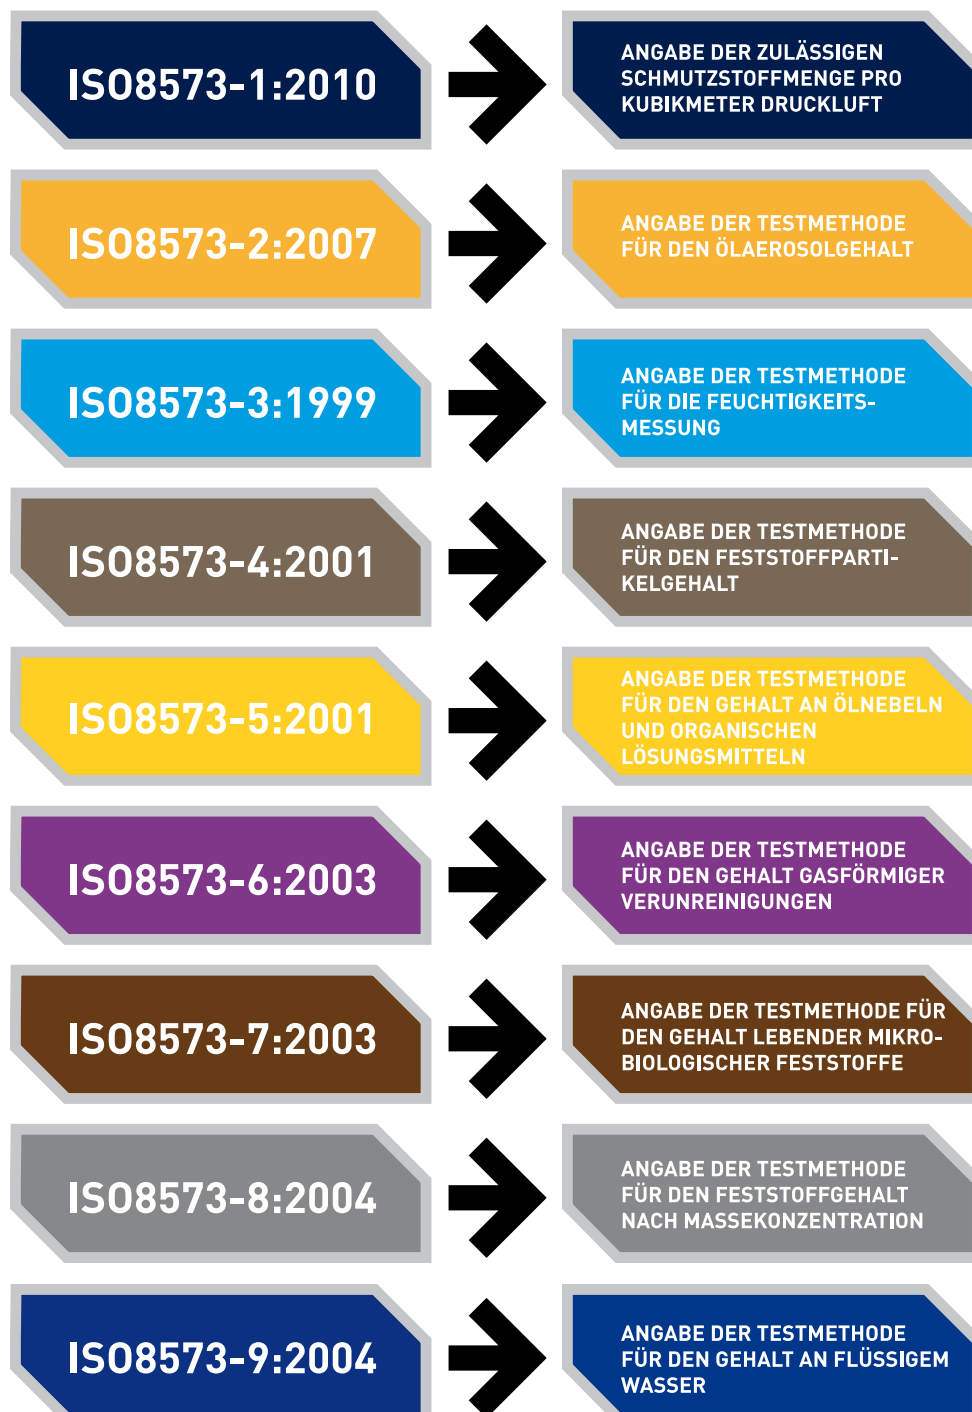 ISO8573-1:2010
ANGABE DER ZULÄSSIGEN
SCHMUTZSTOFFMENGE PRO
KUBIKMETER DRUCKLUFT
ISO8573-2:2007
ANGABE DER TESTMETHODE
FÜR DEN ÖLAEROSOLGEHALT
ISO8573-3:1999
ANGABE DER TESTMETHODE
FÜR DIE FEUCHTIGKEITS-
MESSUNG
ISO8573-4:2001
ANGABE DER TESTMETHODE
FÜR DEN FESTSTOFFPARTI-
KELGEHALT
ISO8573-5:2001
ANGABE DER TESTMETHODE
FÜR DEN GEHALT AN ÖLNEBELN
UND ORGANISCHEN
LÖSUNGSMITTELN
ISO8573-6:2003
ANGABE DER TESTMETHODE
FÜR DEN GEHALT GASFÖRMIGER
VERUNREINIGUNGEN
ISO8573-7:2003
ANGABE DER TESTMETHODE FÜR
DEN GEHALT LEBENDER MIKRO-
BIOLOGISCHER FESTSTOFFE
ISO8573-8:2004
ANGABE DER TESTMETHODE
FÜR DEN FESTSTOFFGEHALT
NACH MASSEKONZENTRATION
ISO8573-9:2004
ANGABE DER TESTMETHODE
FÜR DEN GEHALT AN FLÜSSIGEM
WASSER